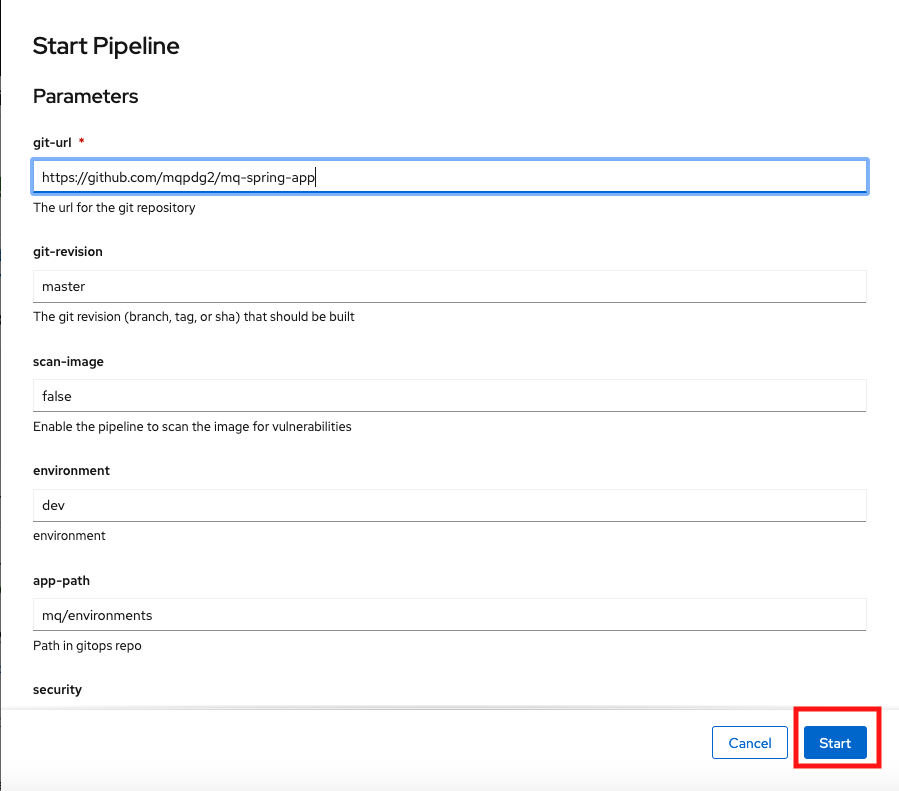 Start Pipeline
Parameters
git-url *
https://github.com/mqpdg2/mq-spring-app
The url for the git repository
git-revision
master
The git revision (branch, tag, or sha) that should be built
scan-image
false
Enable the pipeline to scan the image for vulnerabilities
environment
dev
environment
app-path
mq/environments
Path in gitops repo
security
Cancel Start